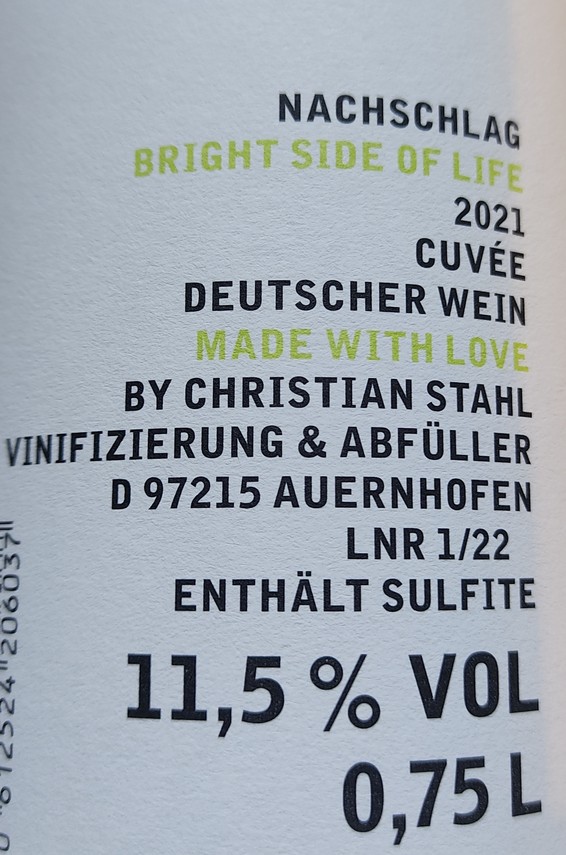 NACHSCHLAG
BRIGHT SIDE OF LIFE
2021
CUVÉE
DEUTSCHER WEIN
MADE WITH LOVE
BY CHRISTIAN STAHL
VINIFIZIERUNG & ABFÜLLER
D 97215 AUERNHOFEN
LNR 1/22
ENTHÄLT SULFITE
11,5 % VOL
0,75 L